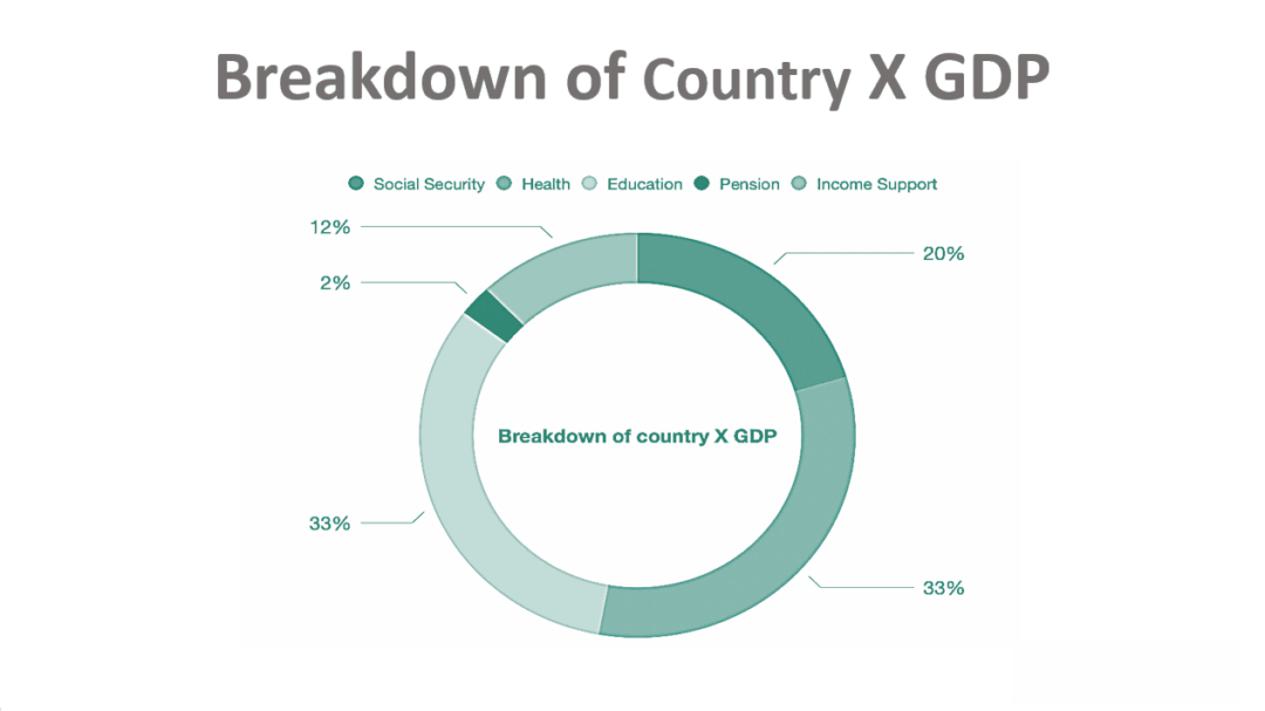 Breakdown of Country X GDP
Social Security Health Education Pension Income Support
12%
20%
2%
Breakdown of country X GDP
33%
33%